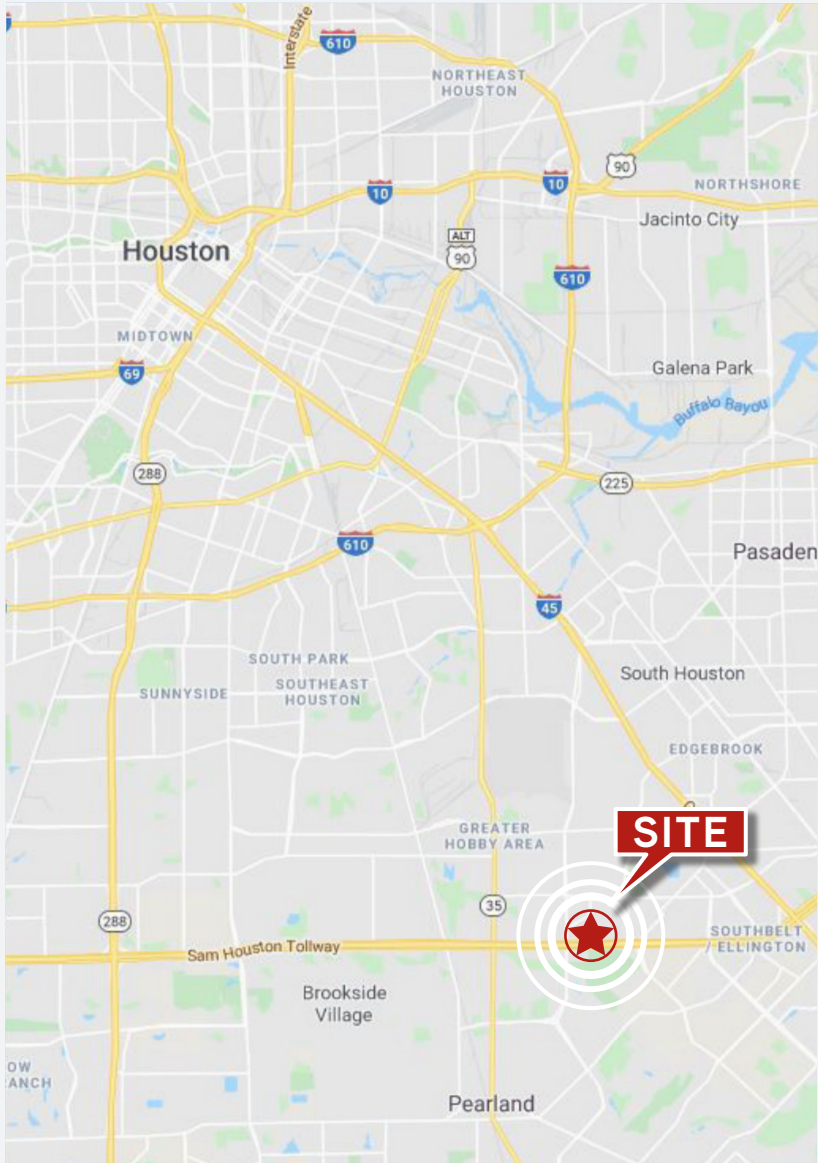 Interstate
610
NORTHEAST
HOUSTON
90
10
10
NORTHSHORE
Jacinto City
ALT
90
Houston
610
MIDTOWN
69
Galena Park
Buffalo Bayou
288
225
610
Pasaden
45
SOUTH PARK
South Houston
SUNNYSIDE
SOUTHEAST
HOUSTON
EDGEBROOK
SITE
GREATER
HOBBY AREA
35
288
SOUTHBELT
/ ELLINGTON
Sam Houston Tollway
Brookside
Village
OW
ANCH
Pearland